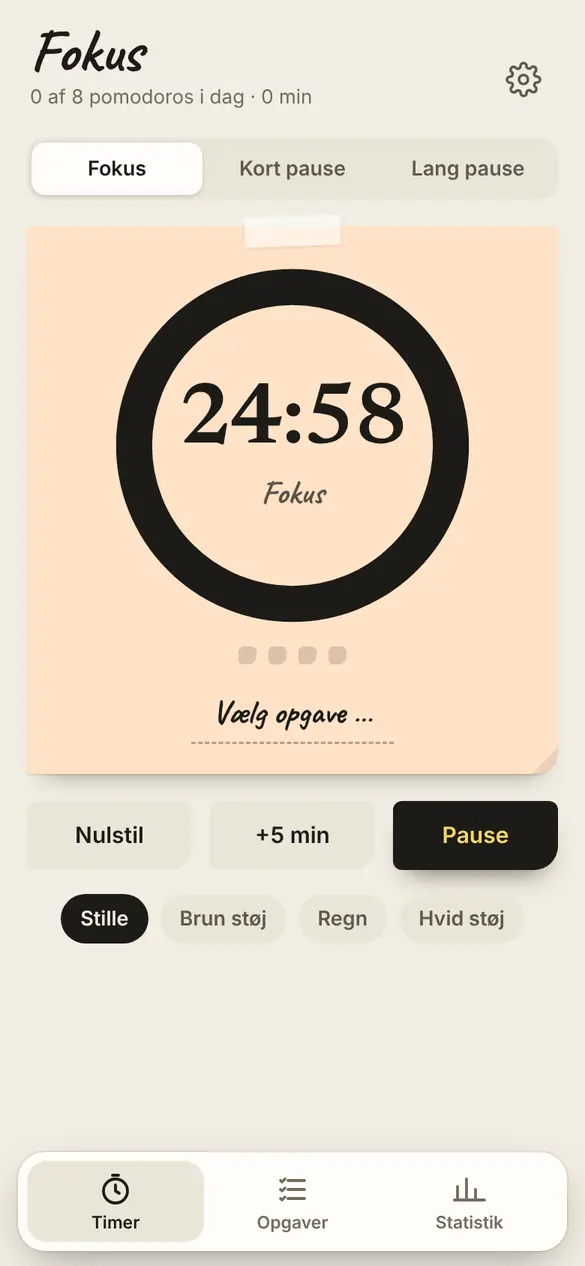 Fokus
0 af 8 pomodoros i dag · 0 min
Fokus Kort pause Lang pause
24:58
Fokus
Vælg opgave ...
Nulstil +5 min Pause
Stille Brun støj Regn Hvid støj
Timer Opgaver Statistik